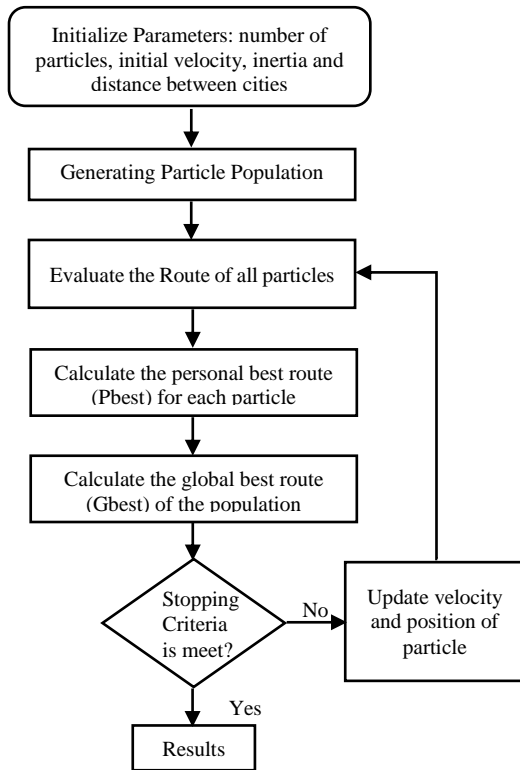 Initialize Parameters: number of
particles, initial velocity, inertia and
distance between cities
Generating Particle Population
Evaluate the Route of all particles
Calculate the personal best route
(Pbest) for each particle
Calculate the global best route
(Gbest) of the population
Stopping
Criteria
is meet?
No
Update velocity
and position of
particle
Yes
Results